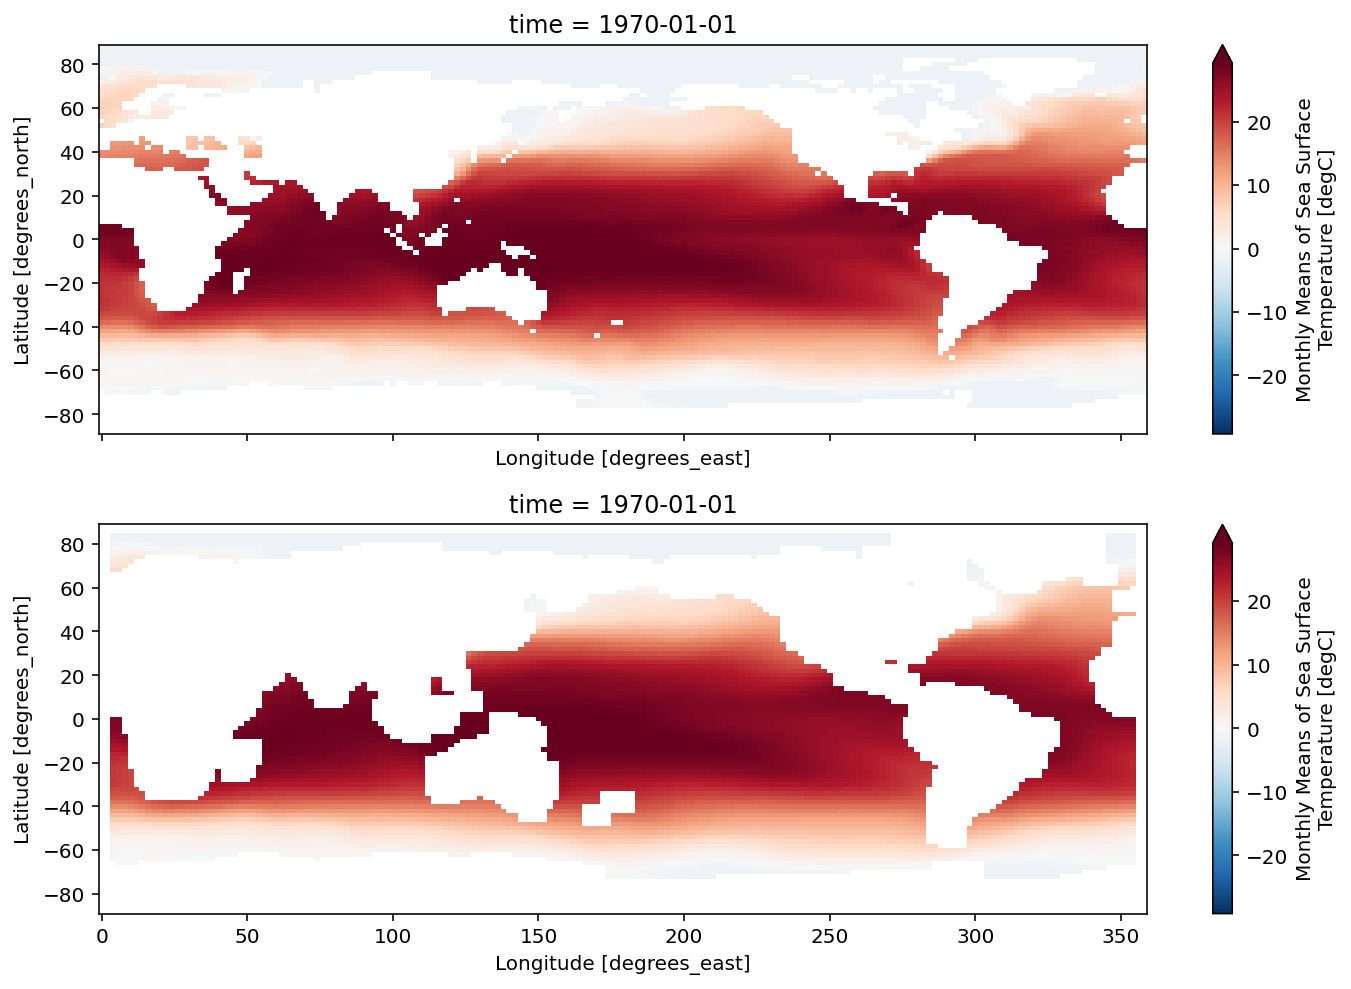 time = 1970-01-01
80
60
40
20
0
−20
−40
−60
−80
Latitude [degrees_north]
Longitude [degrees_east]
20
10
0
−10
−20
Monthly Means of Sea Surface
Temperature [degC]
time = 1970-01-01
80
60
40
20
0
−20
−40
−60
−80
Latitude [degrees_north]
0 50 100 150 200 250 300 350
Longitude [degrees_east]
20
10
0
−10
−20
Monthly Means of Sea Surface
Temperature [degC]